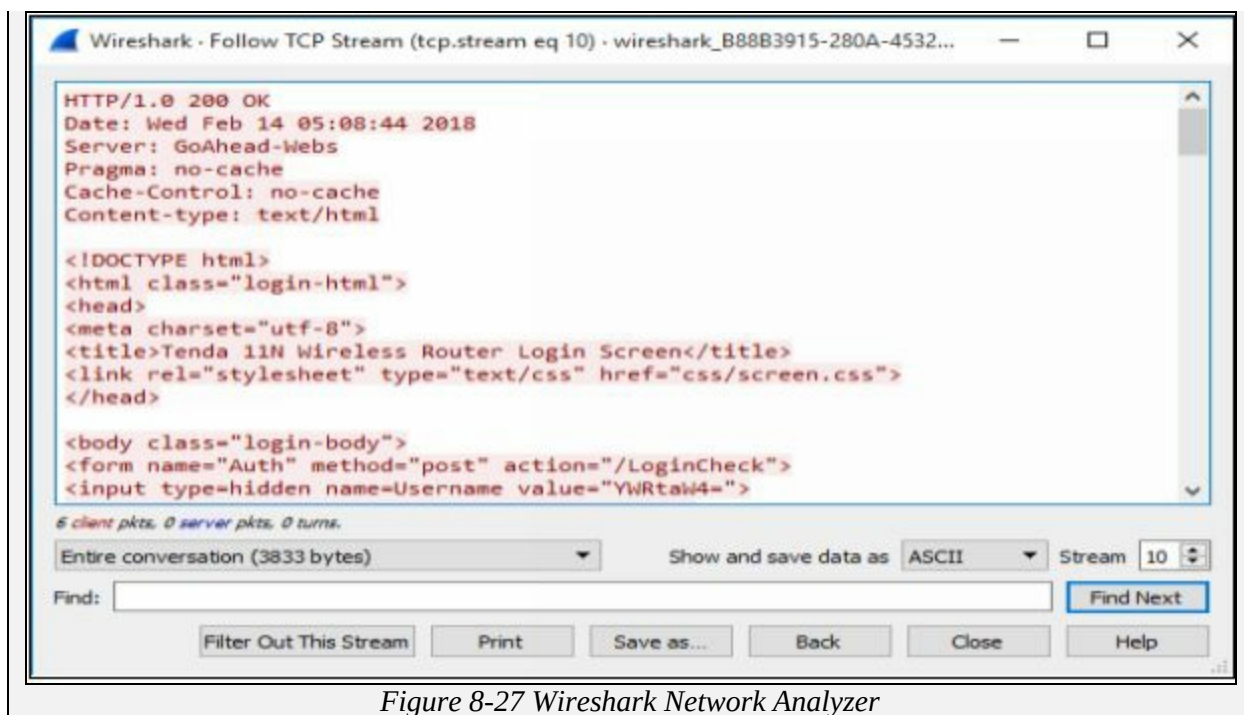 Wireshark · Follow TCP Stream (tcp.stream eq 10) · wireshark_B88B3915-280A-4532...
HTTP/1.0 200 OK
Date: Wed Feb 14 05:08:44 2018
Server: GoAhead-Webs
Pragma: no-cache
Cache-Control: no-cache
Content-type: text/html
<!DOCTYPE html>
<html class="login-html">
<head>
<meta charset="utf-8">
<title>Tenda 11N Wireless Router Login Screen</title>
<link rel="stylesheet" type="text/css" href="css/screen.css">
</head>
<body class="login-body">
<form name="Auth" method="post" action="/LoginCheck">
<input type=hidden name=Username value="YWRtaW4=">
6 client pkts, 0 server pkts, 0 turns.
Entire conversation (3833 bytes) Show and save data as ASCII Stream 10
Find: Find Next
Filter Out This Stream Print Save as... Back Close Help
Figure 8-27 Wireshark Network Analyzer